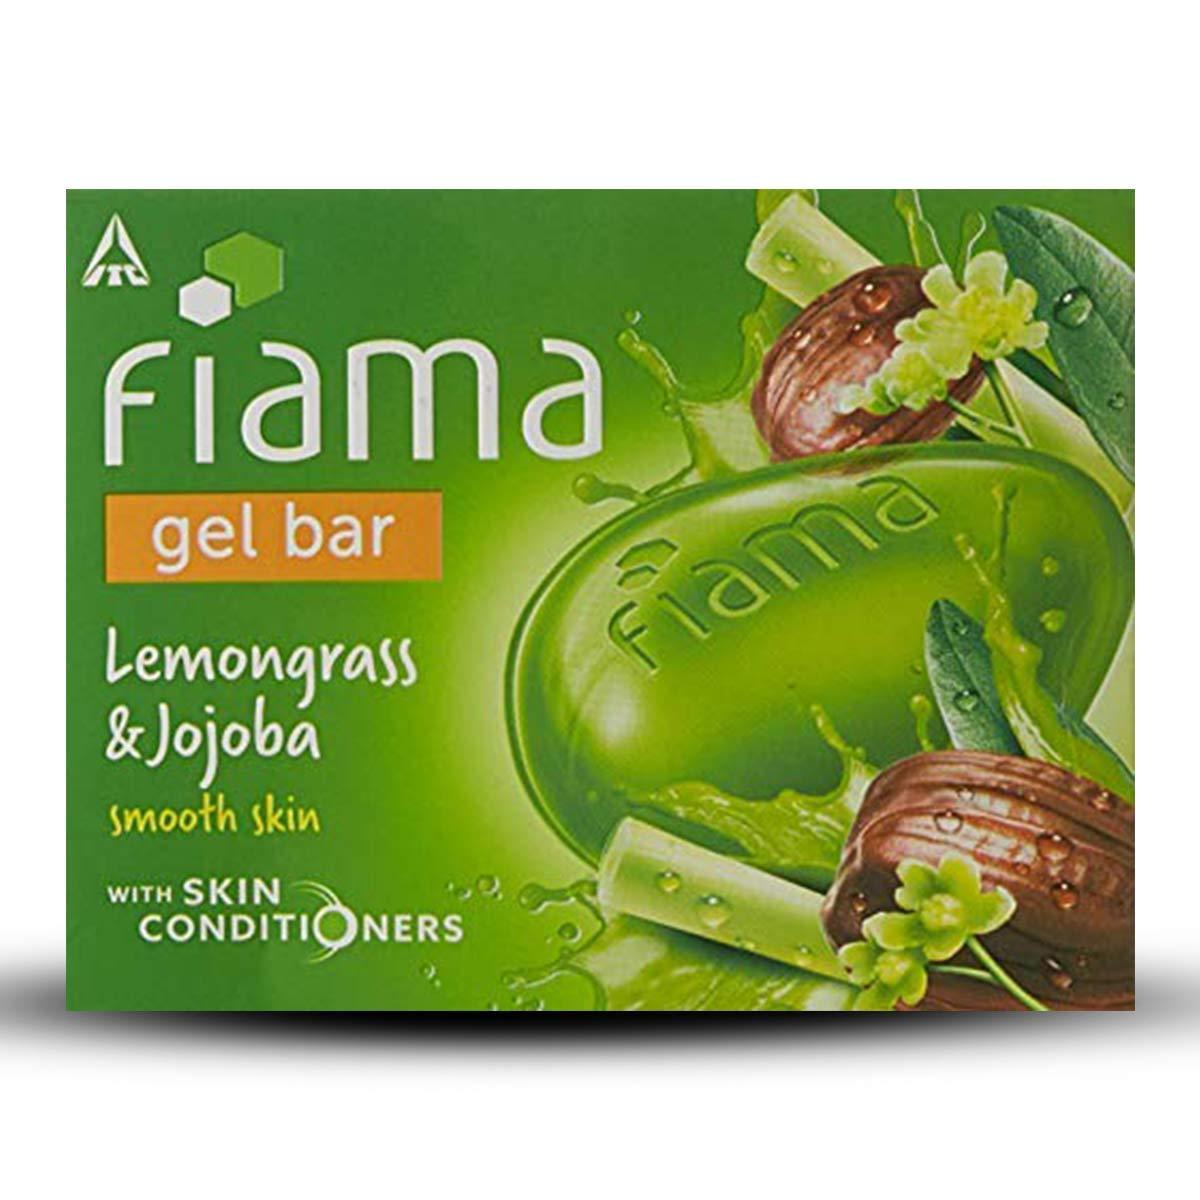 ITC
fiama
gel bar
Lemongrass
& Jojoba
smooth skin
WITH SKIN
CONDITIONERS
fiama